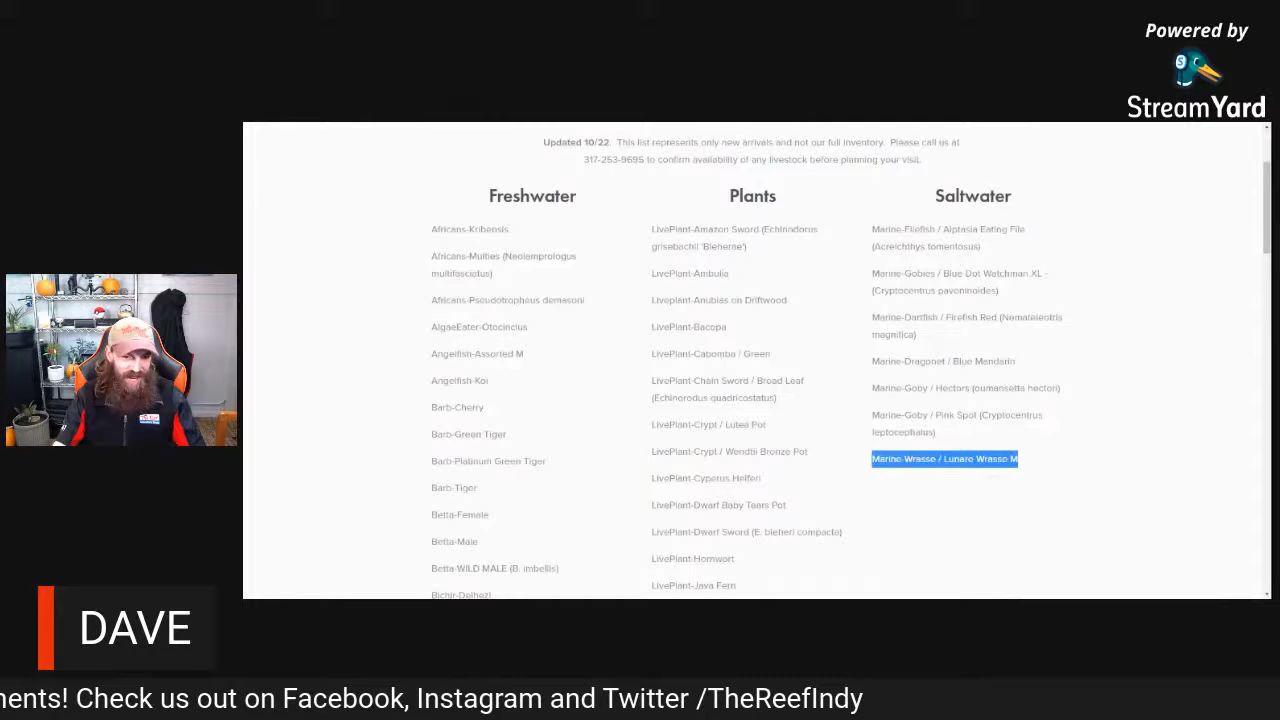 Powered by
StreamYard
Updated 10/22. This list represents only new arrivals and not our full inventory. Please call us at
317-253-9695 to confirm availability of any livestock before planning your visit.
Freshwater
Africans-Kribensis
Africans-Multies (Neolamprologus
multifasciatus)
Africans-Pseudotropheus demasoni
AlgaeEater-Otocinclus
Angelfish-Assorted M
Angelfish-Koi
Barb-Cherry
Barb-Green Tiger
Barb-Platinum Green Tiger
Barb-Tiger
Betta-Female
Betta-Male
Betta-WILD MALE (B. imbellis)
Bichir-Delhezi
Plants
LivePlant-Amazon Sword (Echinodorus
grisebachii 'Bleherae')
LivePlant-Ambulia
Liveplant-Anubias on Driftwood
LivePlant-Bacopa
LivePlant-Cabomba / Green
LivePlant-Chain Sword / Broad Leaf
(Echinorodus quadricostatus)
LivePlant-Crypt / Lutea Pot
LivePlant-Crypt / Wendtii Bronze Pot
LivePlant-Cyperus Helferi
LivePlant-Dwarf Baby Tears Pot
LivePlant-Dwarf Sword (E. bleheri compacta)
LivePlant-Hornwort
LivePlant-Java Fern
Saltwater
Marine-Filefish / Aiptasia Eating File
(Acreichthys tomentosus)
Marine-Gobies / Blue Dot Watchman XL -
(Cryptocentrus pavoninoides)
Marine-Dartfish / Firefish Red (Nemateleotris
magnifica)
Marine-Dragonet / Blue Mandarin
Marine-Goby / Hectors (oumansetta hectori)
Marine-Goby / Pink Spot (Cryptocentrus
leptocephalus)
Marine-Wrasse / Lunare Wrasse M
DAVE
ments! Check us out on Facebook, Instagram and Twitter /TheReefIndy